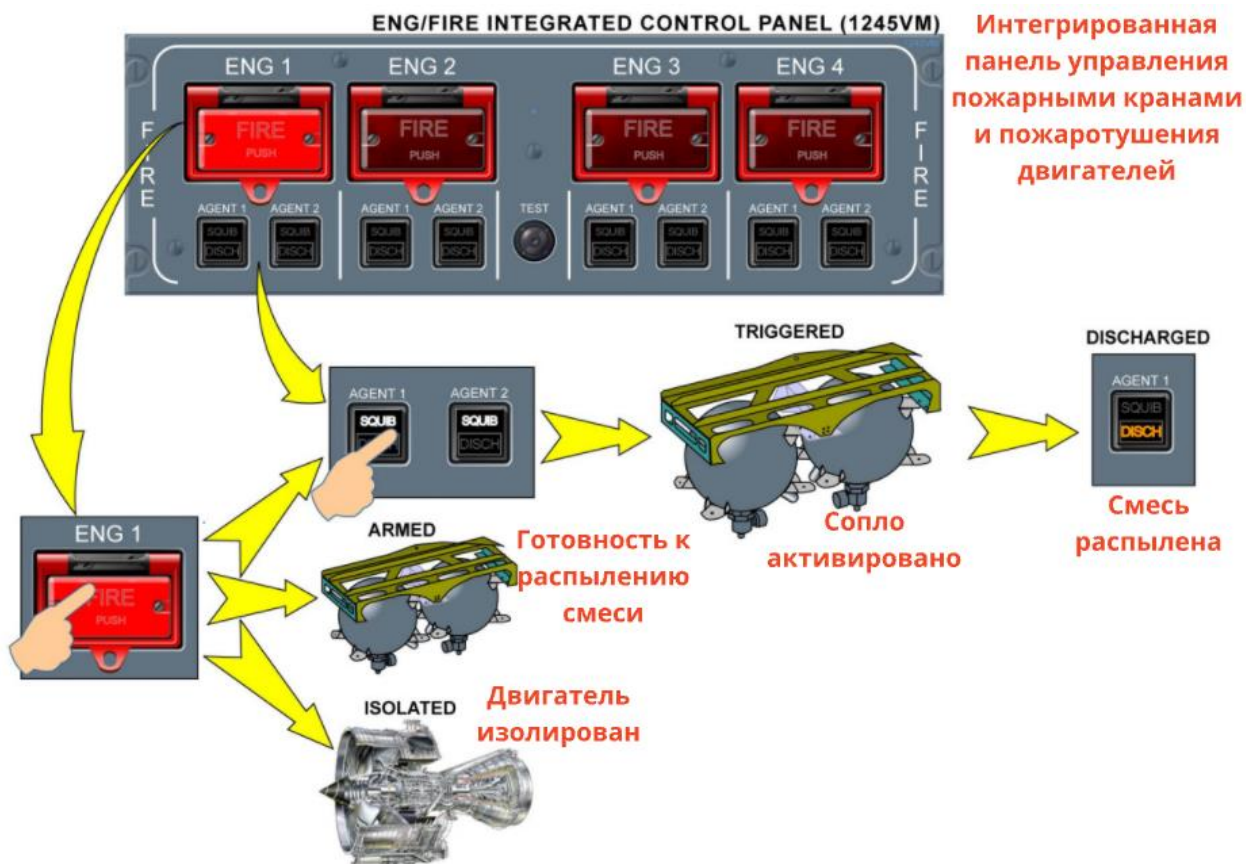 ENG/FIRE INTEGRATED CONTROL PANEL (1245VM)
Интегрированная
панель управления
пожарными кранами
и пожаротушения
двигателей
ENG 1 ENG 2 ENG 3 ENG 4
FIRE FIRE FIRE FIRE FIRE FIRE
PUSH PUSH PUSH PUSH
AGENT 1 AGENT 2 AGENT 1 AGENT 2 TEST AGENT 1 AGENT 2 AGENT 1 AGENT 2
SQUIB SQUIB SQUIB SQUIB SQUIB SQUIB SQUIB SQUIB
DISCH DISCH DISCH DISCH DISCH DISCH DISCH DISCH
AGENT 1 AGENT 2
SQUIB SQUIB
DISCH
TRIGGERED
Сопло
активировано
DISCHARGED
AGENT 1
SQUIB
DISCH
Смесь
распылена
ENG 1
FIRE
PUSH
ARMED
Готовность к
распылению
смеси
ISOLATED
Двигатель
изолирован